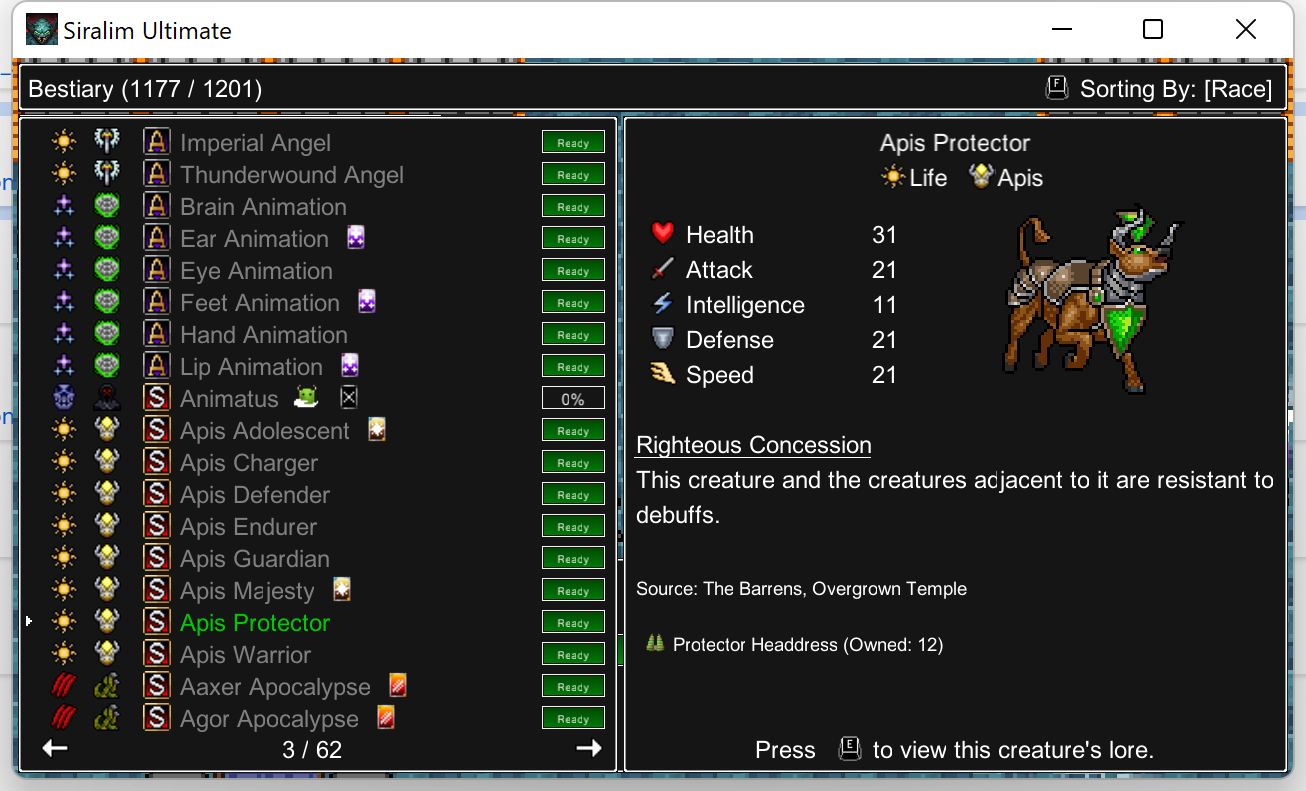 Siralim Ultimate
Bestiary (1177 / 1201)
F Sorting By: [Race]
A Imperial Angel Ready
A Thunderwound Angel Ready
A Brain Animation Ready
A Ear Animation Ready
A Eye Animation Ready
A Feet Animation Ready
A Hand Animation Ready
A Lip Animation Ready
S Animatus 0%
S Apis Adolescent Ready
S Apis Charger Ready
S Apis Defender Ready
S Apis Endurer Ready
S Apis Guardian Ready
S Apis Majesty Ready
S Apis Protector Ready
S Apis Warrior Ready
S Aaxer Apocalypse Ready
S Agor Apocalypse Ready
3 / 62
Apis Protector
Life Apis
Health 31
Attack 21
Intelligence 11
Defense 21
Speed 21
Righteous Concession
This creature and the creatures adjacent to it are resistant to
debuffs.
Source: The Barrens, Overgrown Temple
Protector Headdress (Owned: 12)
Press E to view this creature's lore.